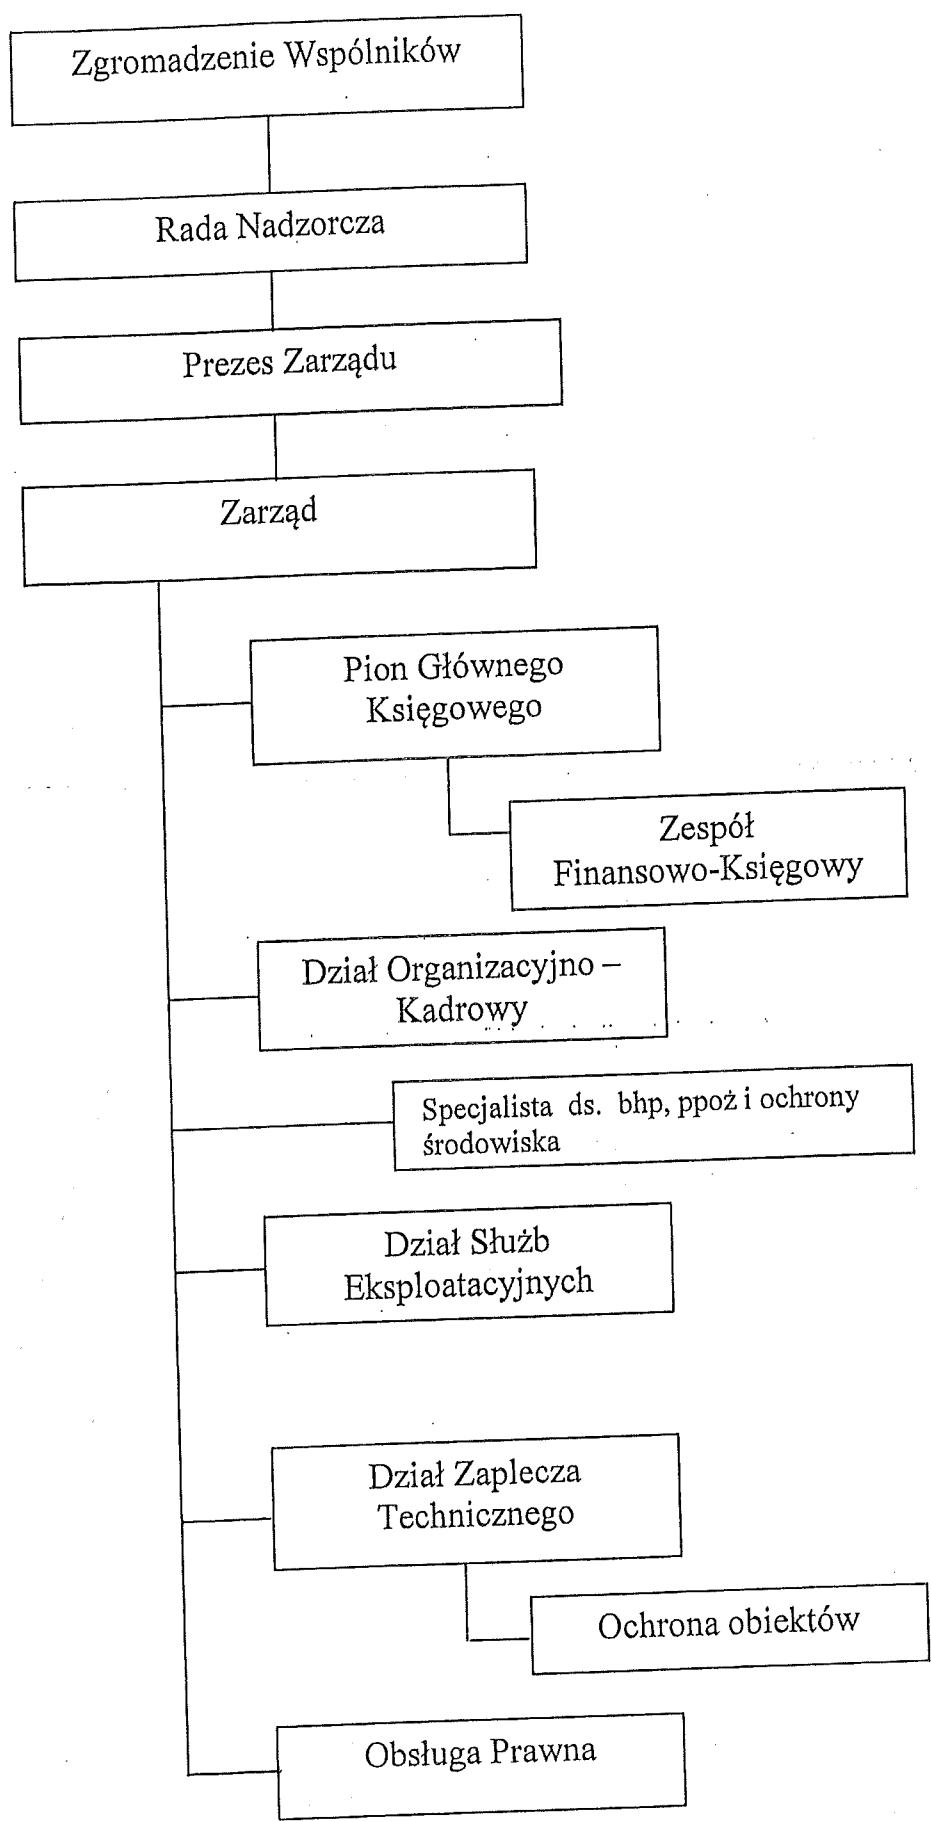 Zgromadzenie Wspólników
Rada Nadzorcza
Prezes Zarządu
Zarząd
Pion Głównego
Księgowego
Zespół
Finansowo-Księgowy
Dział Organizacyjno –
Kadrowy
Specjalista ds. bhp, ppoż i ochrony
środowiska
Dział Służb
Eksploatacyjnych
Dział Zaplecza
Technicznego
Ochrona obiektów
Obsługa Prawna